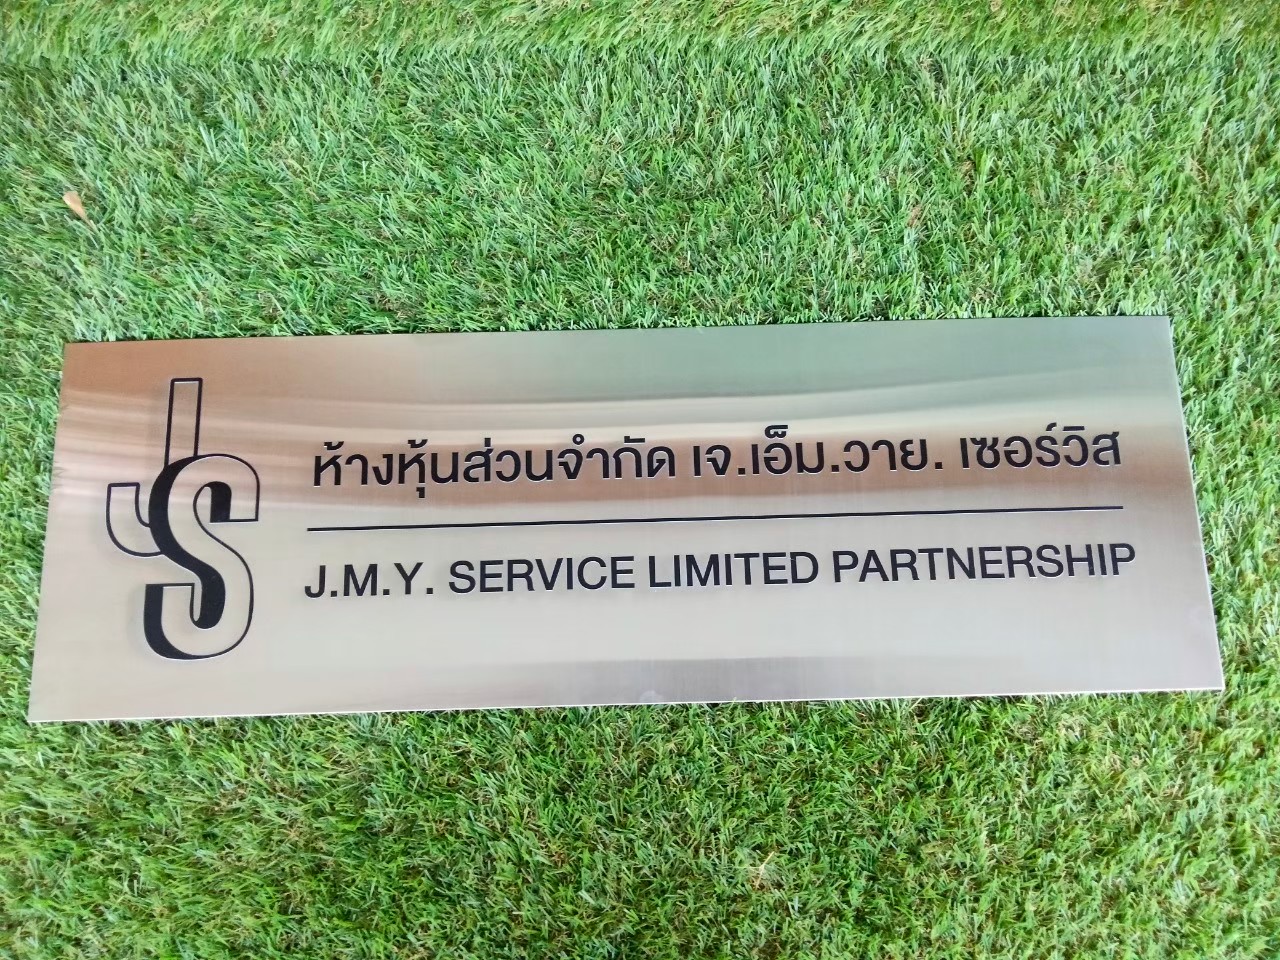 JS
ห้างหุ้นส่วนจำกัด เจ.เอ็ม.วาย. เซอร์วิส
J.M.Y. SERVICE LIMITED PARTNERSHIP